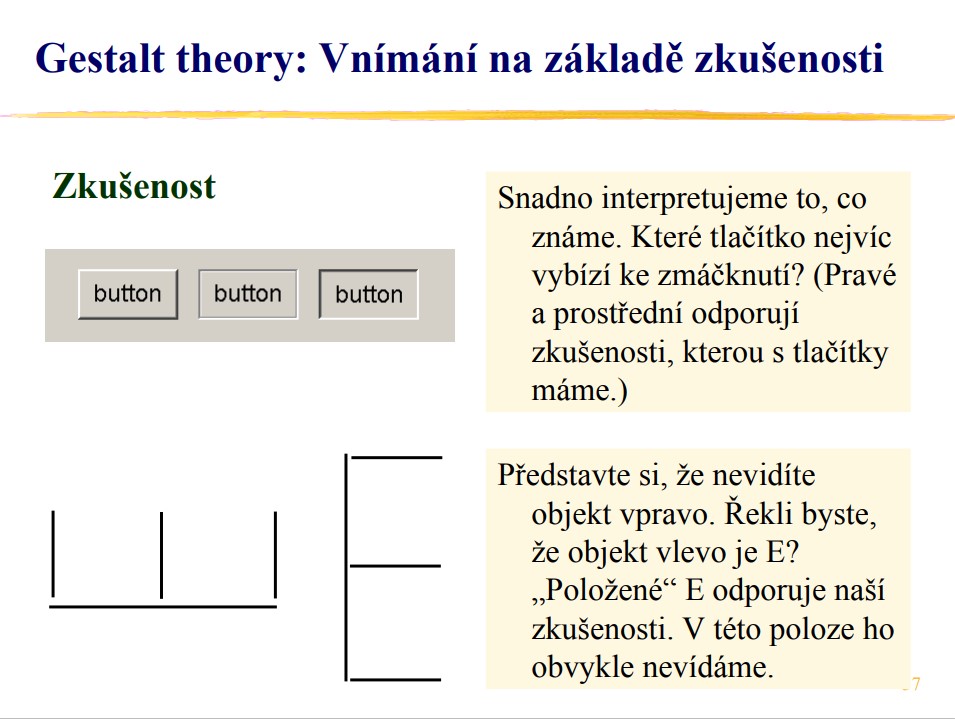 Gestalt theory: Vnímání na základě zkušenosti
Zkušenost
button button button
Snadno interpretujeme to, co
známe. Které tlačítko nejvíc
vybízí ke zmáčknutí? (Pravé
a prostřední odporují
zkušenosti, kterou s tlačítky
máme.)
Představte si, že nevidíte
objekt vpravo. Řekli byste,
že objekt vlevo je E?
„Položené“ E odporuje naší
zkušenosti. V této poloze ho
obvykle nevídáme.